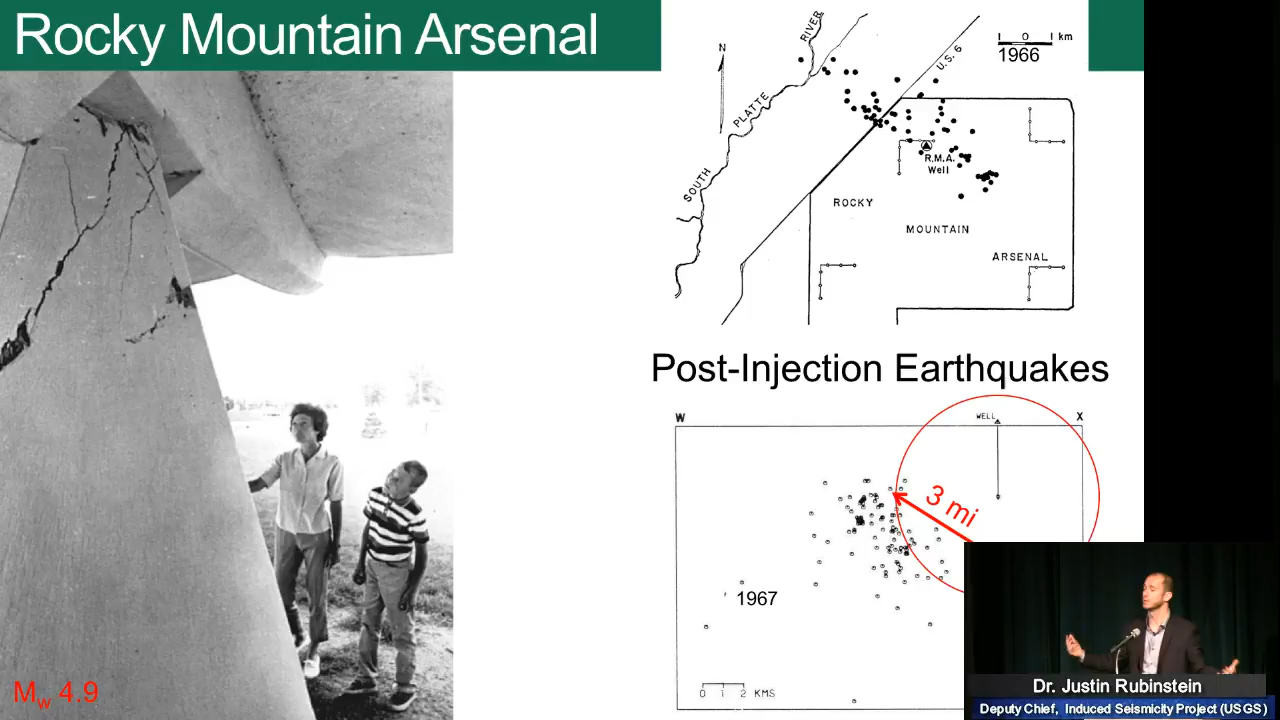 Rocky Mountain Arsenal
N
SOUTH PLATTE RIVER
U.S. 6
I O I km
1966
R.M.A.
Well
ROCKY
MOUNTAIN
ARSENAL
Post-Injection Earthquakes
W
WELL
X
3 mi
1967
0 1 2 KMS
Mw 4.9
Dr. Justin Rubinstein
Deputy Chief, Induced Seismicity Project (USGS)